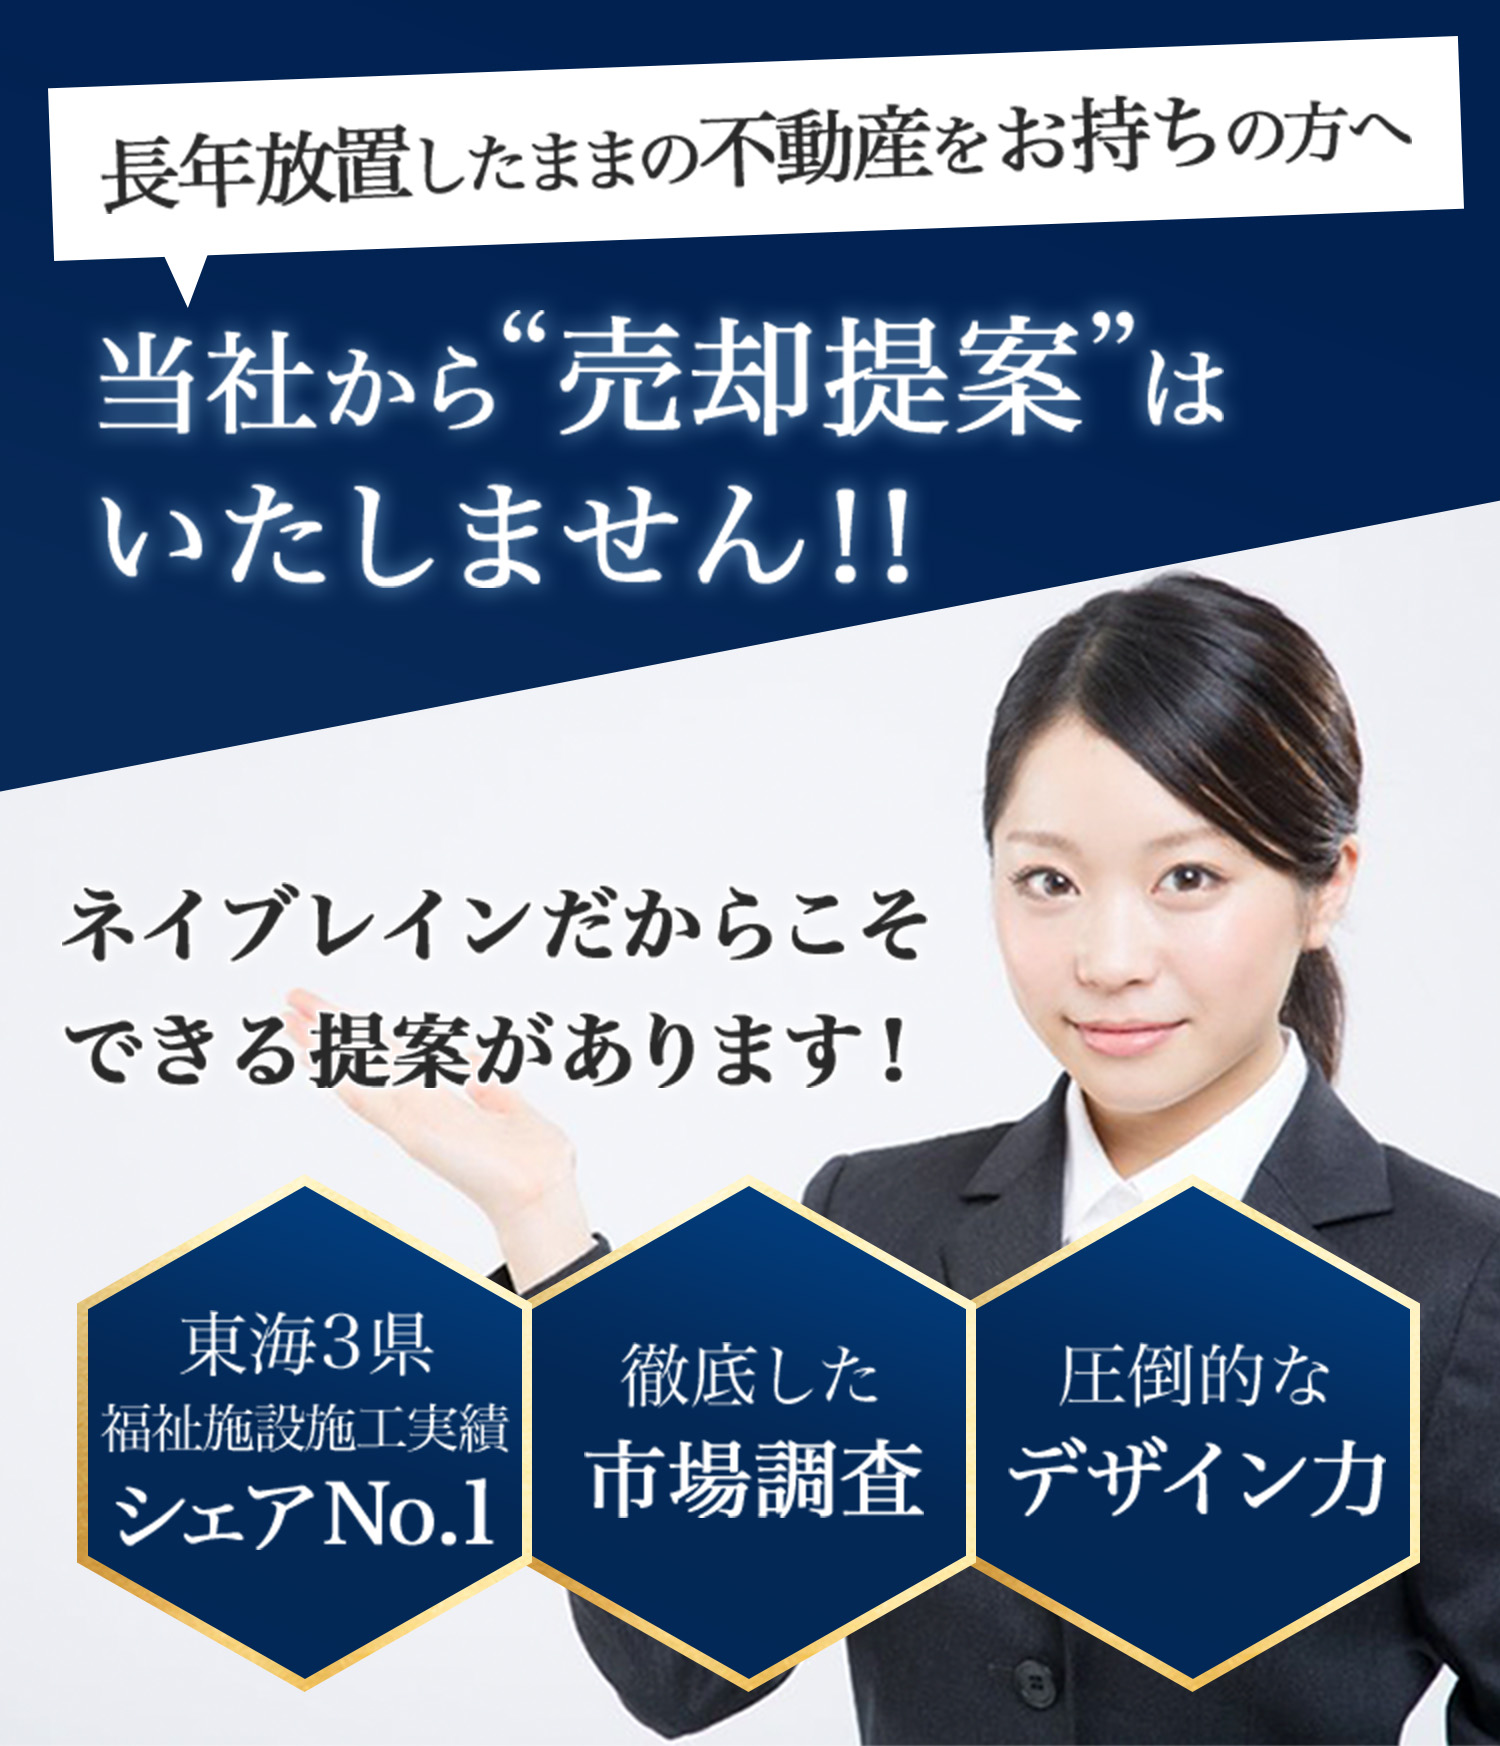 長年放置したままの不動産をお持ちの方へ
当社から“売却提案”は
いたしません!!
ネイブレインだからこそ
できる提案があります!
東海3県
福祉施設施工実績
シェアNo.1
徹底した
市場調査
圧倒的な
デザイン力